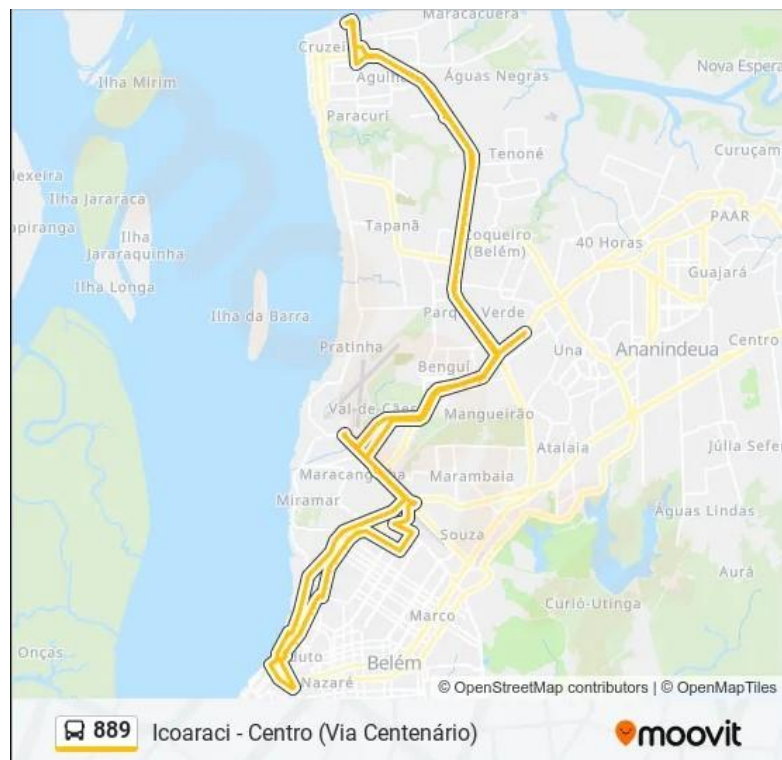 Maracacuera
Cruzei
Águas Negras
Nova Espera
Ilha Mirim
Agulha
Paracuri
Tenoné
Curuçam
Ilha Jararaca
PAAR
Tapanã
Coqueiro
(Belém)
40 Horas
Ilha
Jararaquinha
Guajará
Ilha Longa
Ilha da Barra
Parque Verde
Centro
Pratinha
Una
Ananindeua
Benguí
Val-de-Cães
Mangueirão
Atalaia
Júlia Sefer
Maracangalha
Marambaia
Miramar
Águas Lindas
Souza
Aurá
Curió-Utinga
Marco
Onças
duto
Belém
Nazaré
© OpenStreetMap contributors | © OpenMapTiles
889 Icoaraci - Centro (Via Centenário)
moovit